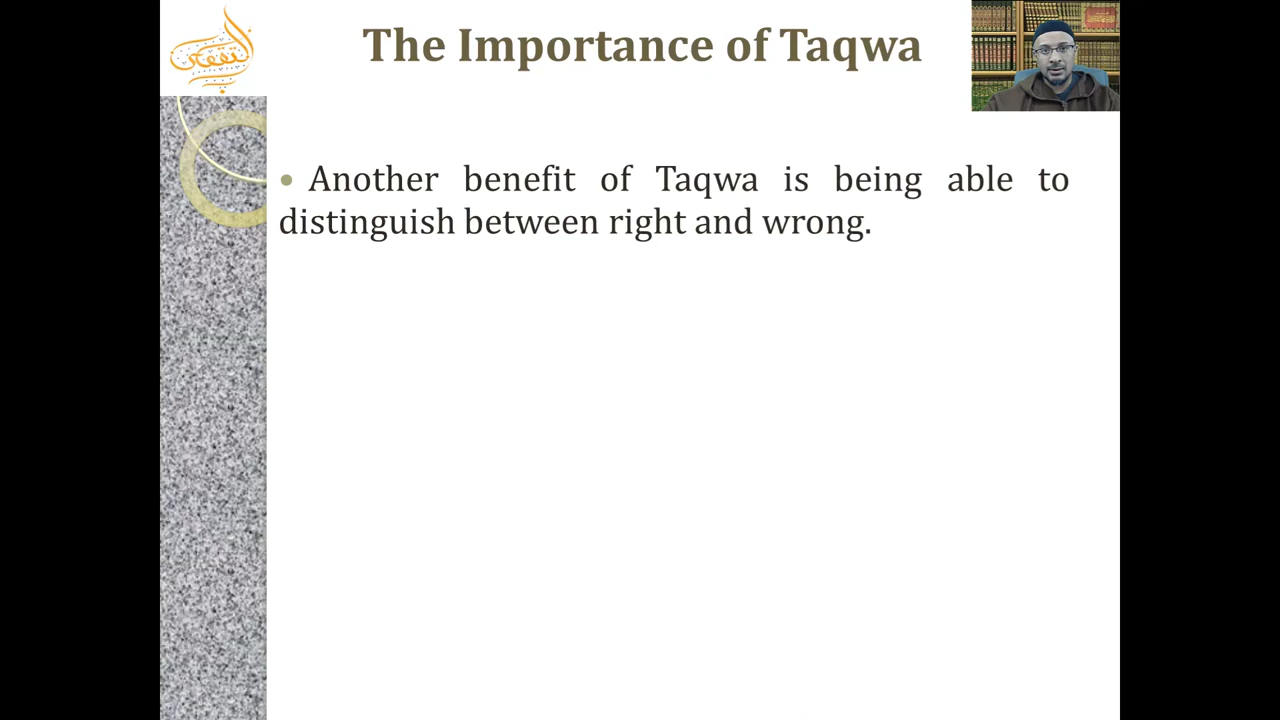 The Importance of Taqwa
• Another benefit of Taqwa is being able to
distinguish between right and wrong.